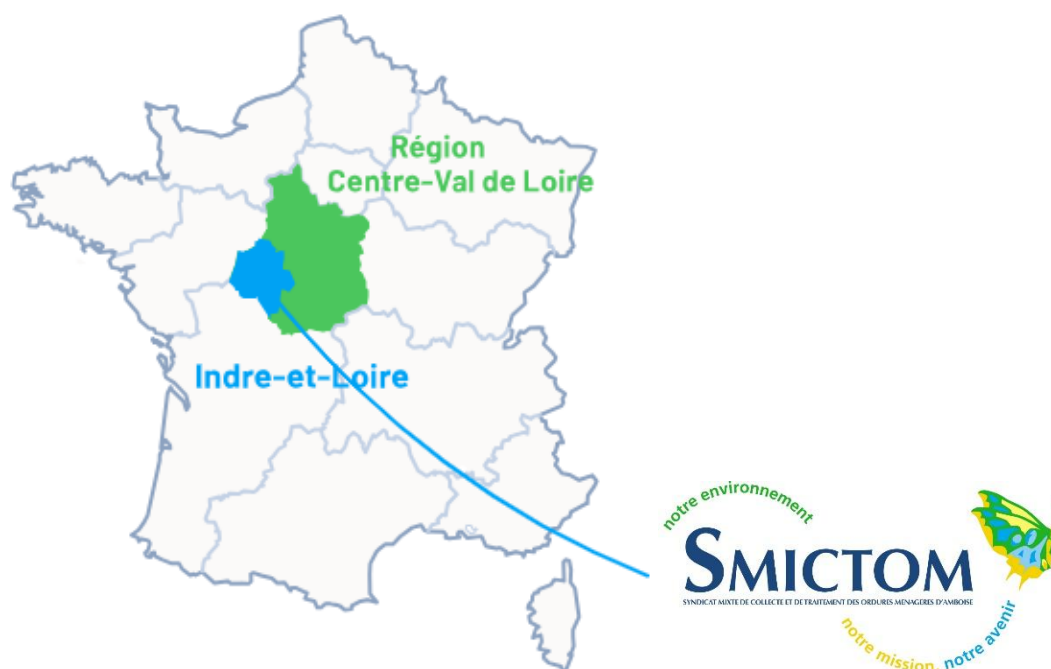 Région
Centre-Val de Loire
Indre-et-Loire
notre environnement
SMICTOM
SYNDICAT MIXTE DE COLLECTE ET DE TRAITEMENT DES ORDURES MENAGERES D'AMBOISE
notre mission, notre avenir